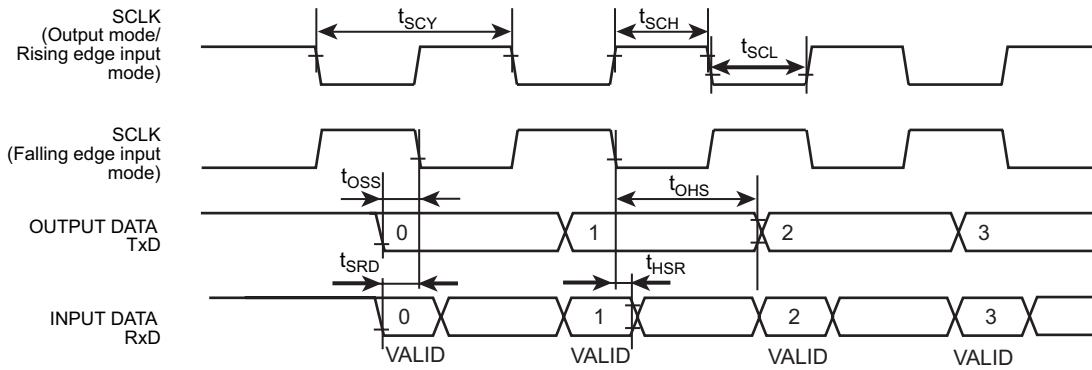 SCLK
(Output mode/
Rising edge input
mode)
tSCY
tSCH
tSCL
SCLK
(Falling edge input
mode)
tOSS
tOHS
OUTPUT DATA
TxD
0 1 2 3
tSRD
tHSR
INPUT DATA
RxD
0 1 2 3
VALID VALID VALID VALID